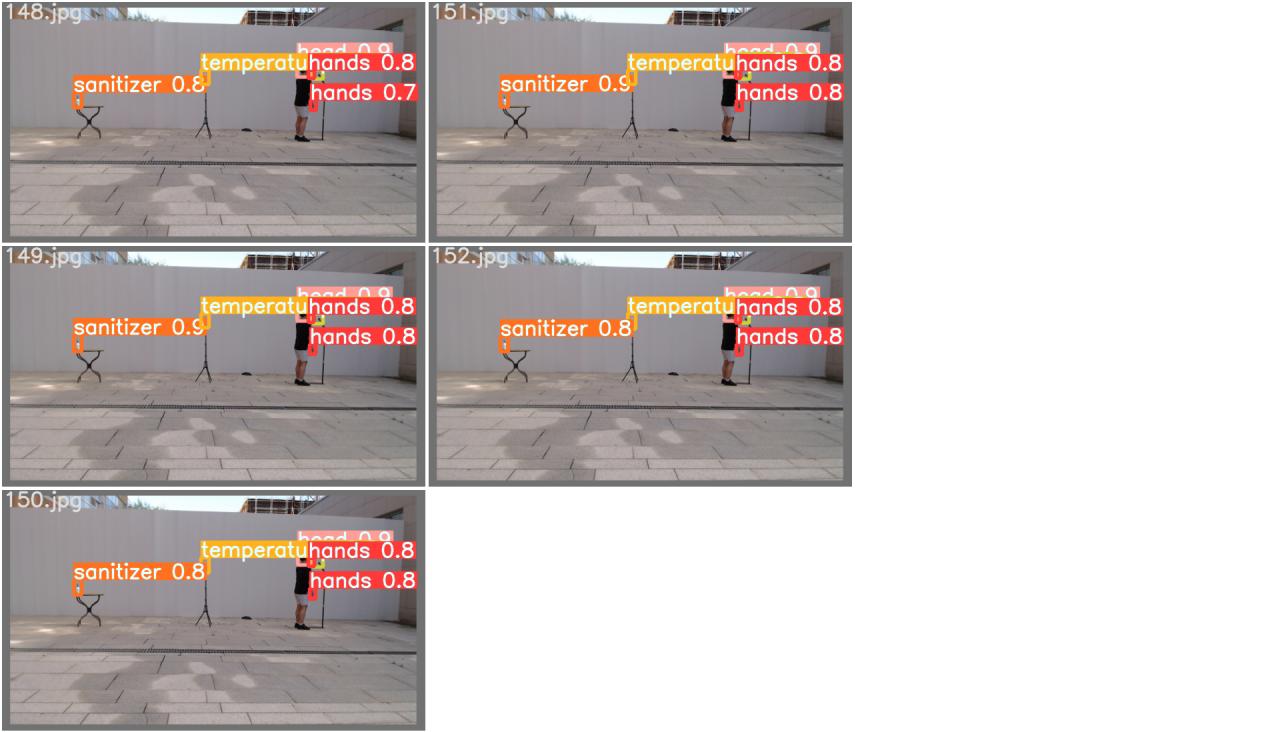 148.jpg
head 0.9
temperatu
hands 0.8
sanitizer 0.8
hands 0.7
151.jpg
head 0.9
temperatu
hands 0.8
sanitizer 0.9
hands 0.8
149.jpg
head 0.9
temperatu
hands 0.8
sanitizer 0.9
hands 0.8
152.jpg
head 0.9
temperatu
hands 0.8
sanitizer 0.8
hands 0.8
150.jpg
head 0.9
temperatu
hands 0.8
sanitizer 0.8
hands 0.8